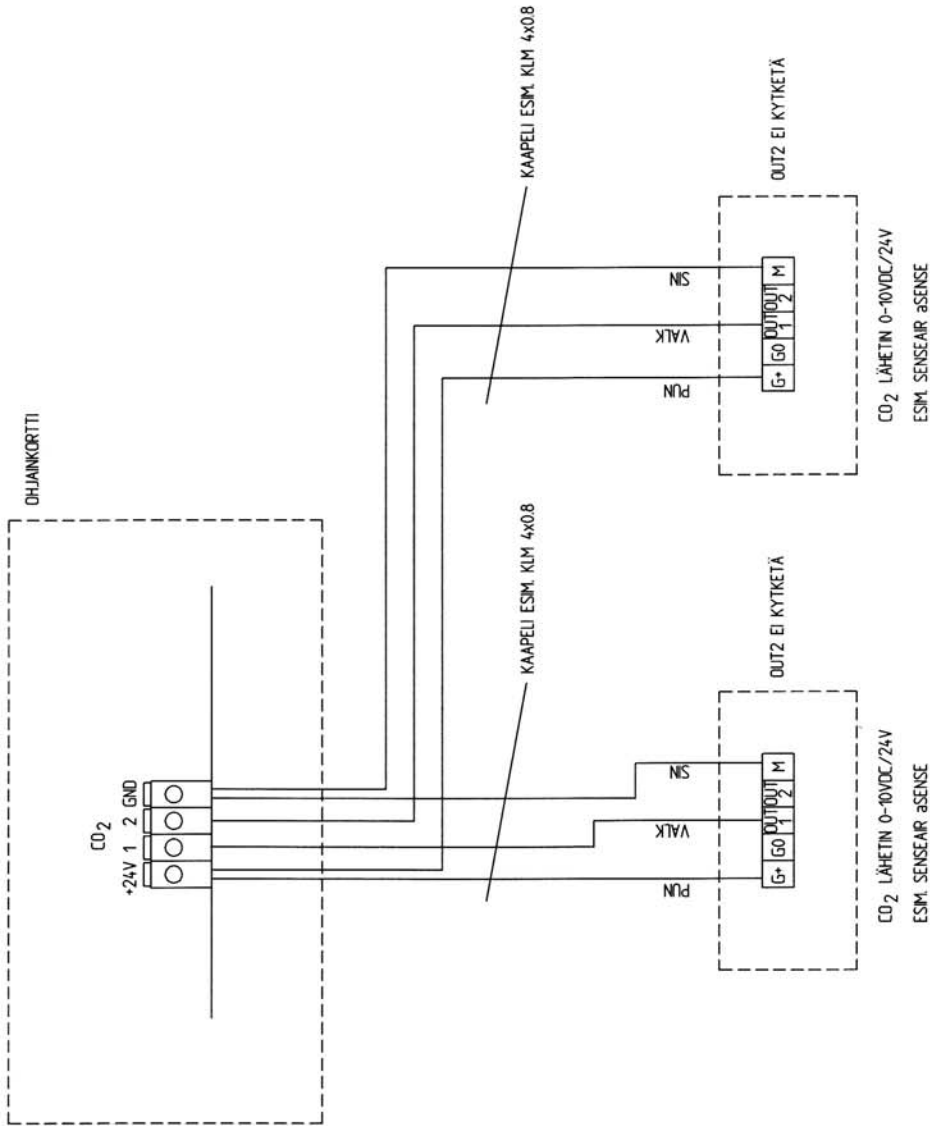 OHJAINKORTTI
CO2
+24V 1 2 GND
KAAPELI ESIM. KLM 4x0.8
KAAPELI ESIM. KLM 4x0.8
PUN
VALK
SIN
PUN
VALK
SIN
G+ G0 OUT 1 OUT 2 M
G+ G0 OUT 1 OUT 2 M
OUT2 EI KYTKETÄ
OUT2 EI KYTKETÄ
CO2 LÄHETIN 0-10VDC/24V
ESIM. SENSEAIR aSENSE
CO2 LÄHETIN 0-10VDC/24V
ESIM. SENSEAIR aSENSE